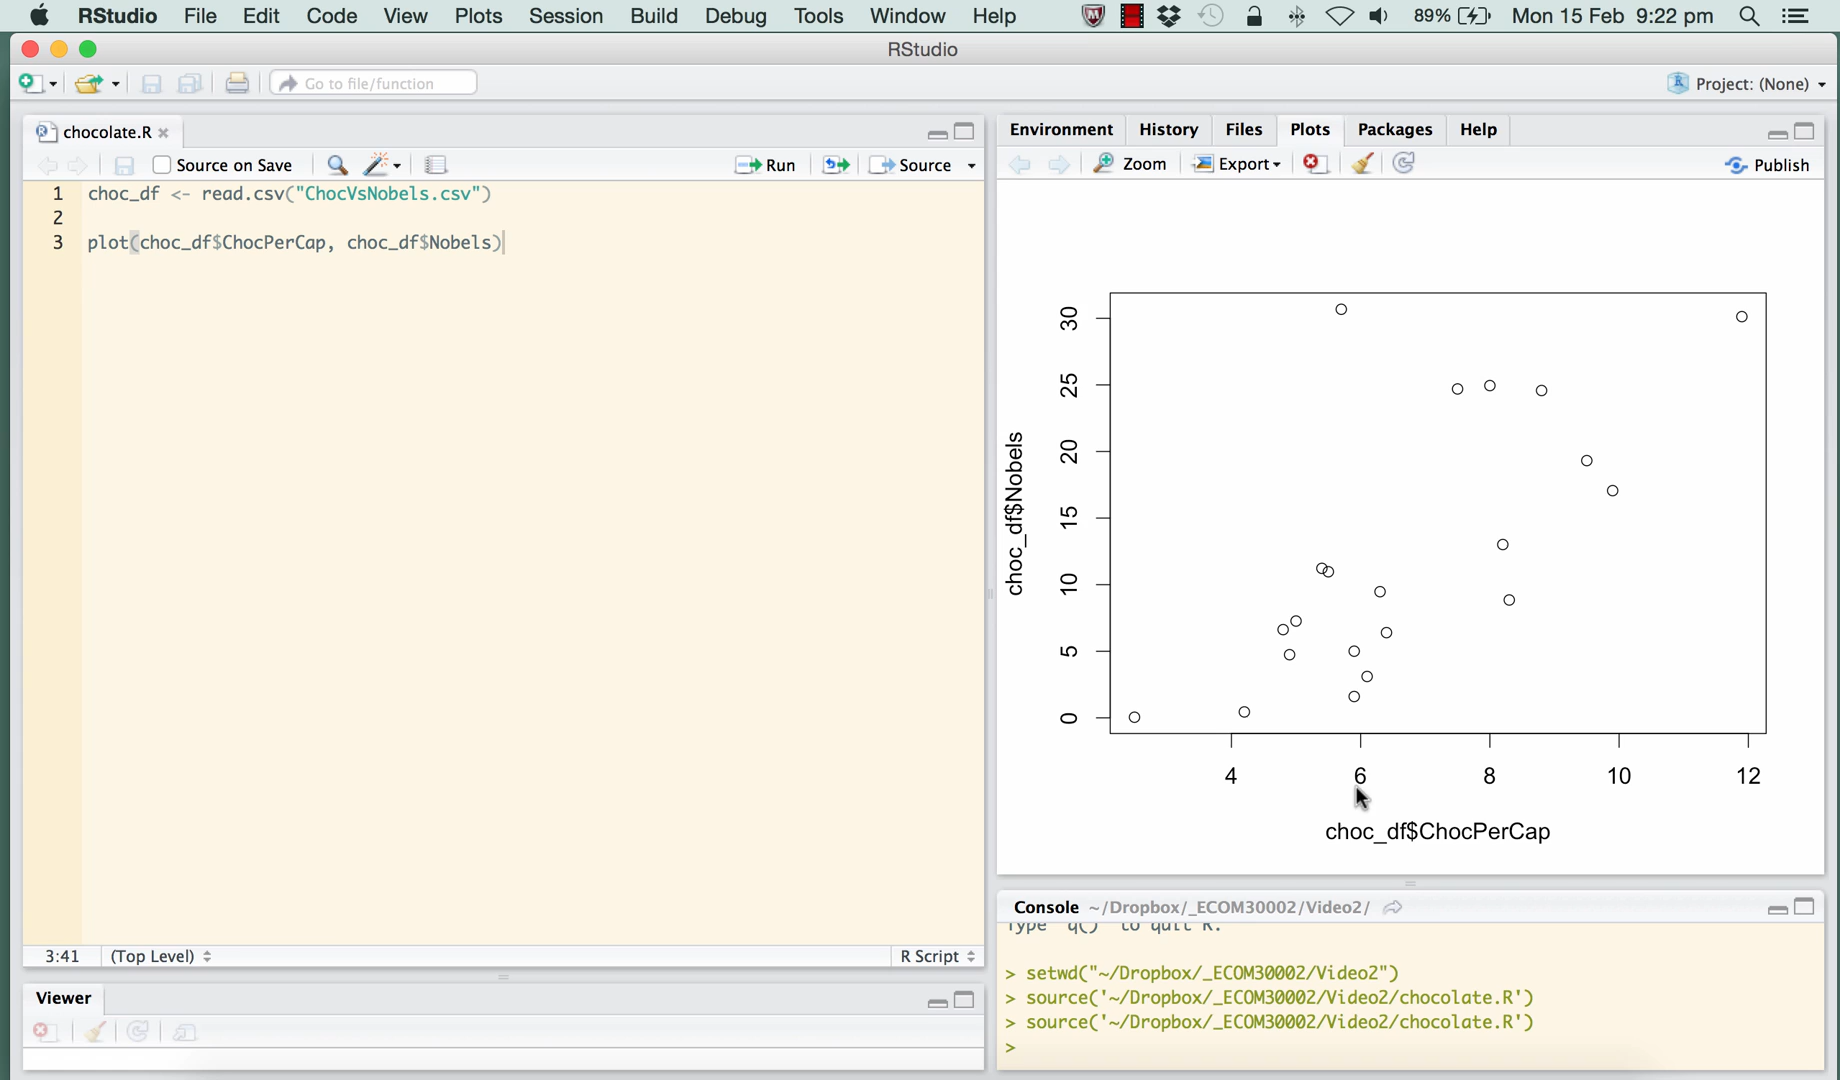 RStudio File Edit Code View Plots Session Build Debug Tools Window Help 89% Mon 15 Feb 9:22 pm
RStudio
Go to file/function Project: (None)
chocolate.R
Source on Save Run Source
1 choc_df <- read.csv("ChocVsNobels.csv")
2
3 plot(choc_df$ChocPerCap, choc_df$Nobels)
3:41 (Top Level) R Script
Viewer
Environment History Files Plots Packages Help
Zoom Export Publish
choc_df$Nobels
30
25
20
15
10
5
0
4 6 8 10 12
choc_df$ChocPerCap
Console ~/Dropbox/_ECOM30002/Video2/
Type 'q()' to quit R.
> setwd("~/Dropbox/_ECOM30002/Video2")
> source('~/Dropbox/_ECOM30002/Video2/chocolate.R')
> source('~/Dropbox/_ECOM30002/Video2/chocolate.R')
>